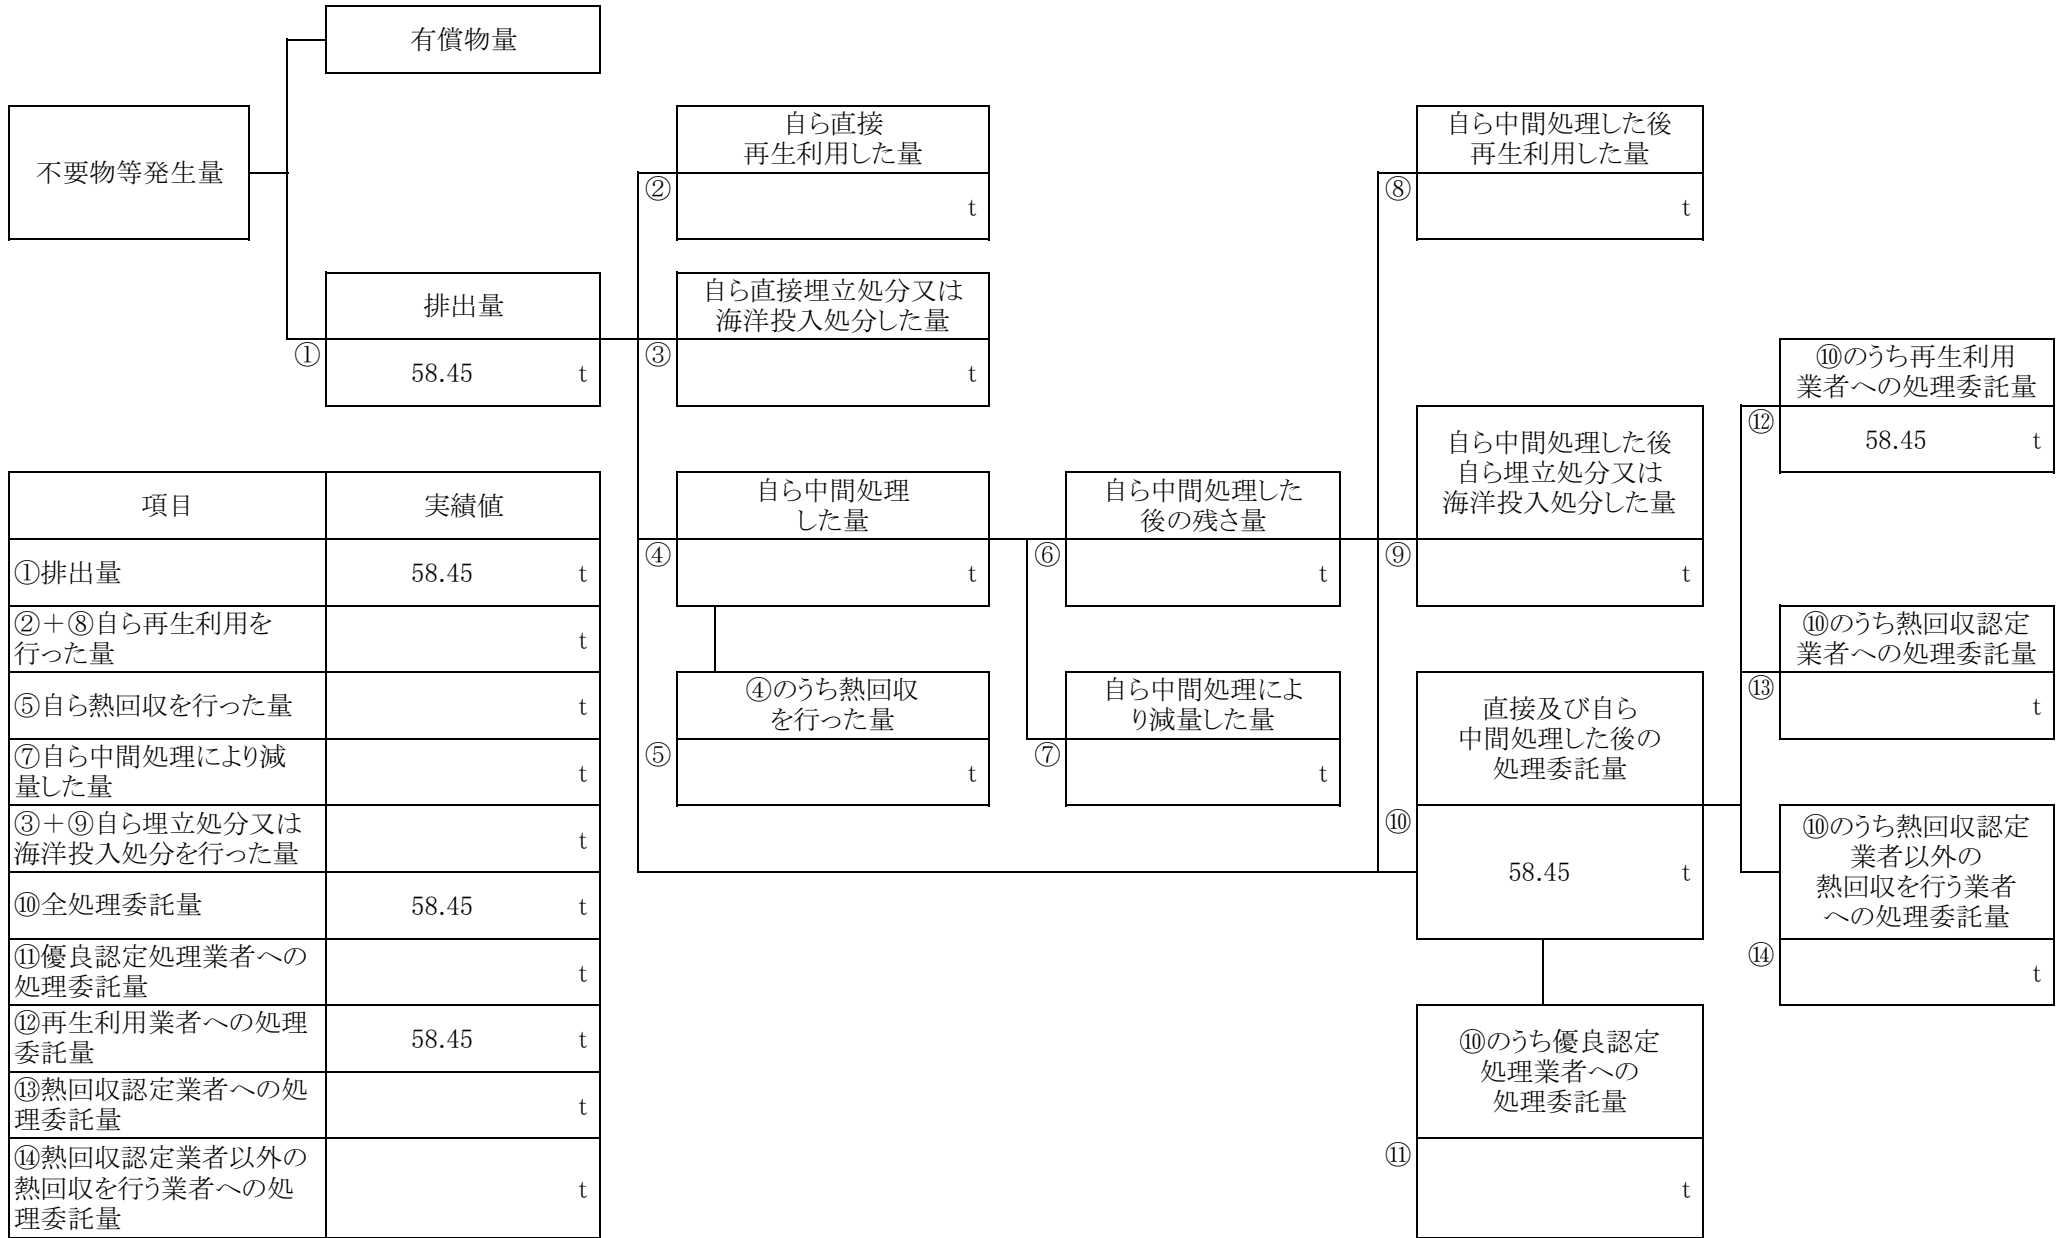 有償物量
不要物等発生量
排出量
①
58.45 t
自ら直接
再生利用した量
②
t
自ら直接埋立処分又は
海洋投入処分した量
③
t
自ら中間処理
した量
④
t
④のうち熱回収
を行った量
⑤
t
自ら中間処理した
後の残さ量
⑥
t
自ら中間処理によ
り減量した量
⑦
t
自ら中間処理した後
再生利用した量
⑧
t
自ら中間処理した後
自ら埋立処分又は
海洋投入処分した量
⑨
t
直接及び自ら
中間処理した後の
処理委託量
⑩
58.45 t
⑩のうち優良認定
処理業者への
処理委託量
⑪
t
⑩のうち再生利用
業者への処理委託量
⑫
58.45 t
⑩のうち熱回収認定
業者への処理委託量
⑬
t
⑩のうち熱回収認定
業者以外の
熱回収を行う業者
への処理委託量
⑭
t
項目 実績値
①排出量 58.45 t
②＋⑧自ら再生利用を
行った量
t
⑤自ら熱回収を行った量 t
⑦自ら中間処理により減
量した量
t
③＋⑨自ら埋立処分又は
海洋投入処分を行った量
t
⑩全処理委託量 58.45 t
⑪優良認定処理業者への
処理委託量
t
⑫再生利用業者への処理
委託量
58.45 t
⑬熱回収認定業者への処
理委託量
t
⑭熱回収認定業者以外の
熱回収を行う業者への処
理委託量
t